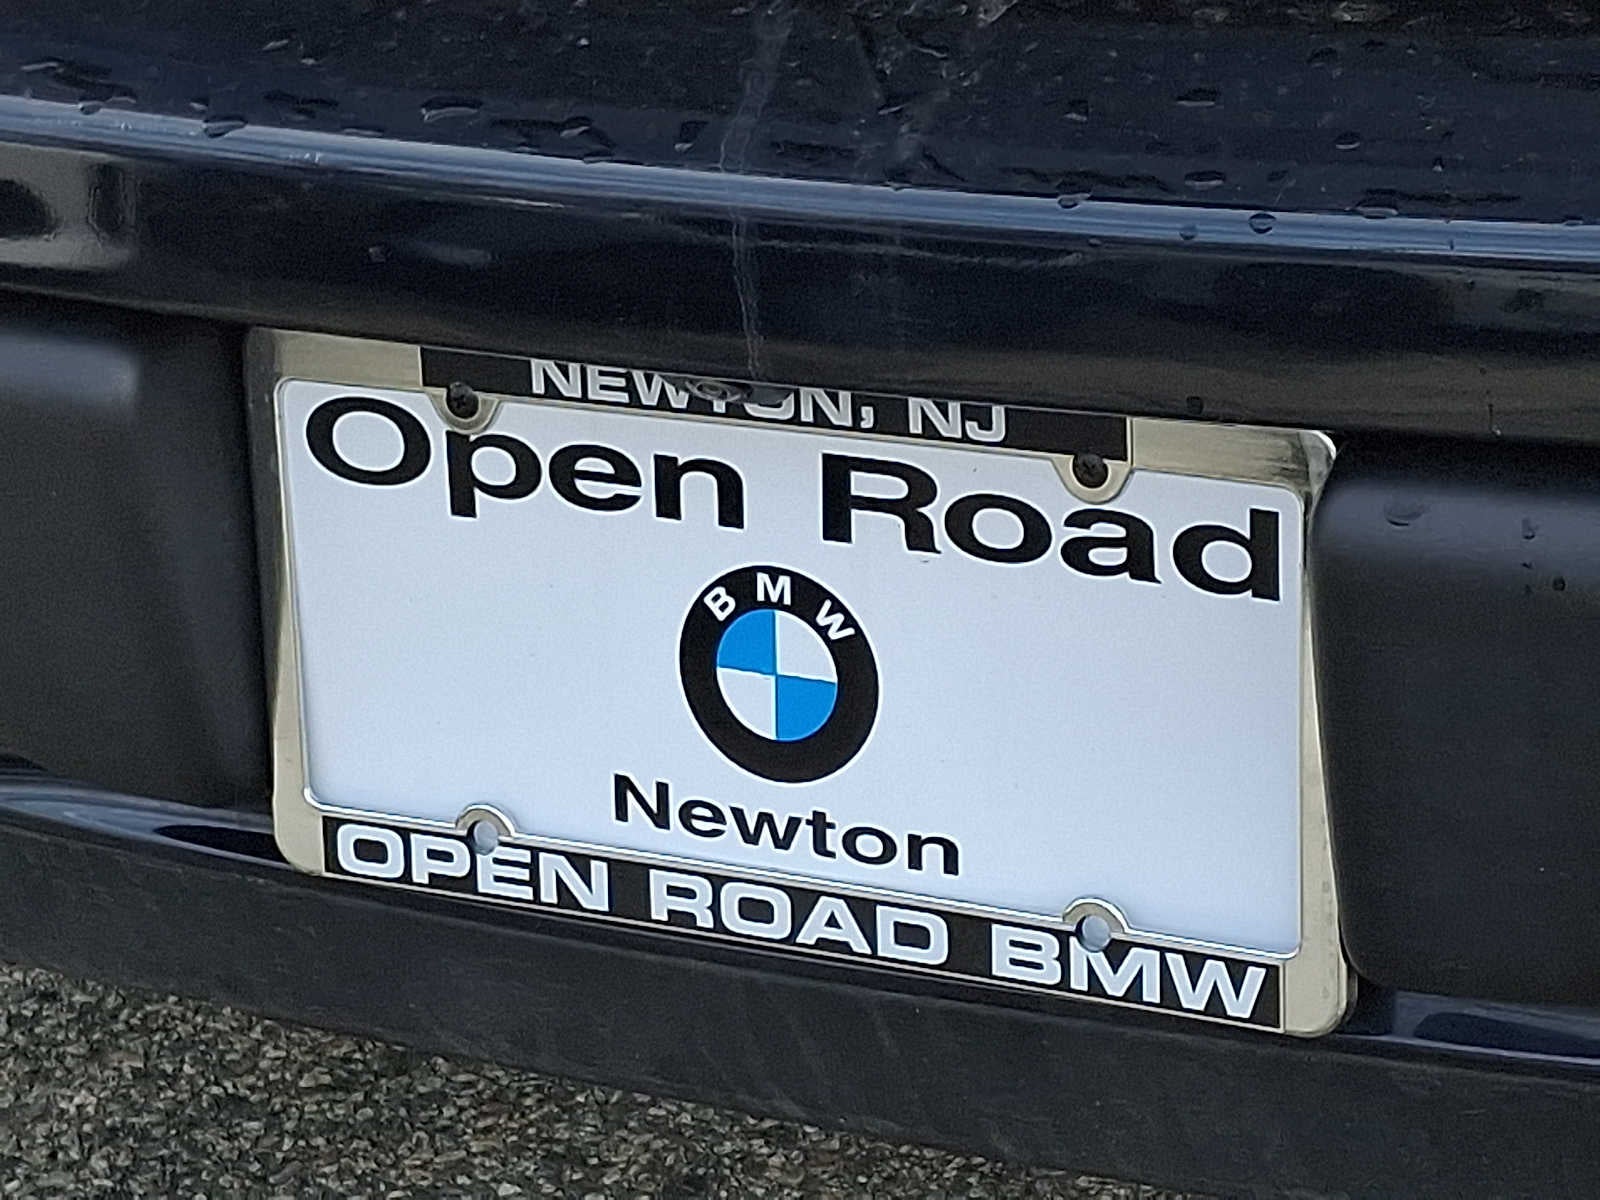 NEWTON, NJ
Open Road
BMW
Newton
OPEN ROAD BMW